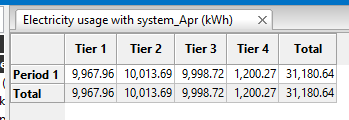 Electricity usage with system_Apr (kWh)
Tier 1 Tier 2 Tier 3 Tier 4 Total
Period 1 9,967.96 10,013.69 9,998.72 1,200.27 31,180.64
Total 9,967.96 10,013.69 9,998.72 1,200.27 31,180.64